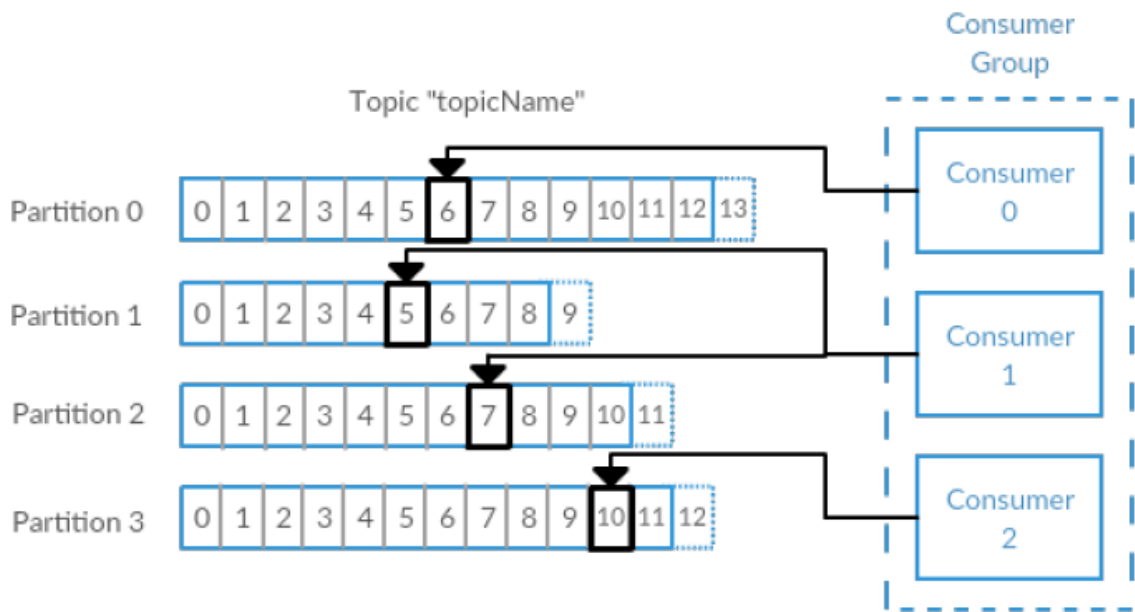 Consumer
Group
Topic "topicName"
Partition 0
0 1 2 3 4 5 6 7 8 9 10 11 12 13
Consumer
0
Partition 1
0 1 2 3 4 5 6 7 8 9
Consumer
1
Partition 2
0 1 2 3 4 5 6 7 8 9 10 11
Partition 3
0 1 2 3 4 5 6 7 8 9 10 11 12
Consumer
2